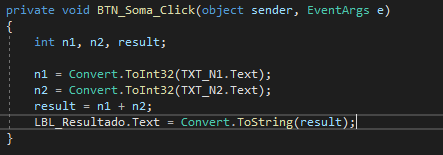 private void BTN_Soma_Click(object sender, EventArgs e)
{
int n1, n2, result;
n1 = Convert.ToInt32(TXT_N1.Text);
n2 = Convert.ToInt32(TXT_N2.Text);
result = n1 + n2;
LBL_Resultado.Text = Convert.ToString(result);
}